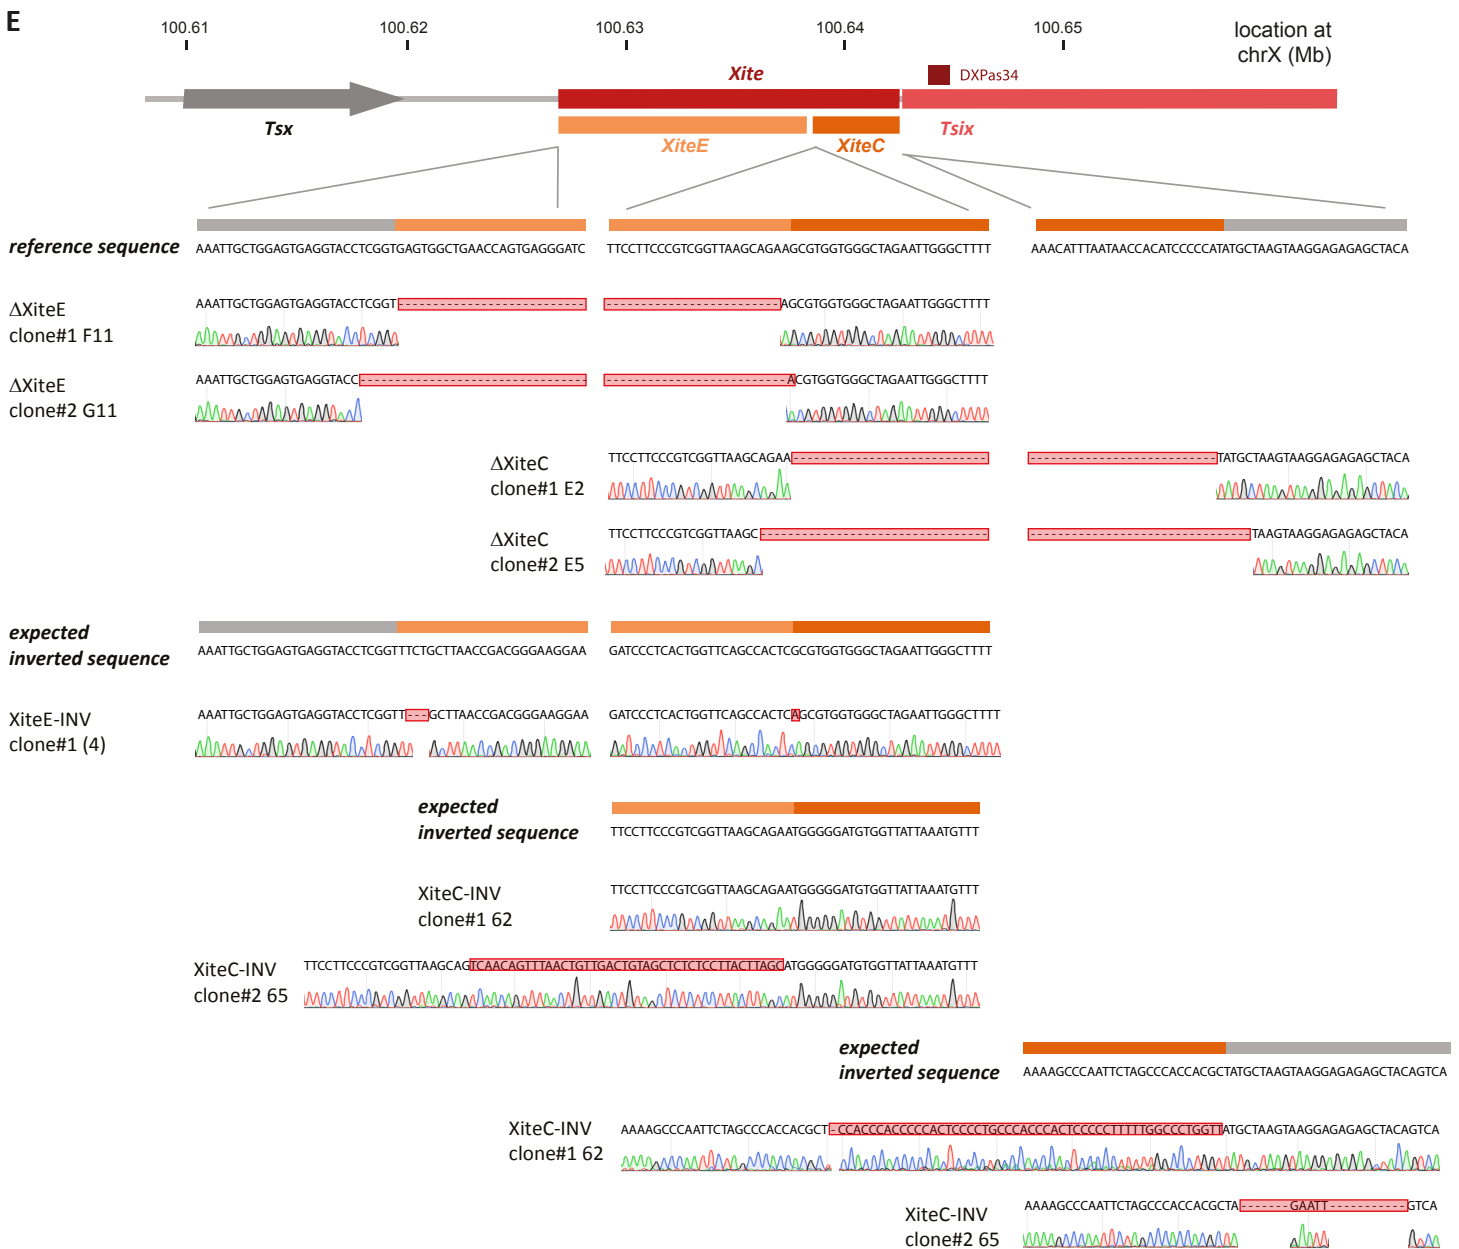 E
100.61 100.62 100.63 100.64 100.65 location at
chrX (Mb)
Xite DXPas34
Tsx Tsix
XiteE XiteC
reference sequence AAATTGCTGGAGTGAGGTACCTCGGTGAGTGGCTGAACCAGTGAGGGATC TTCCTTCCCGTCGGTTAAGCAGAAGCGTGGTGGGCTAGAATTGGGCTTTT AAACATTTAATAACCACATCCCCCATATGCTAAGTAAGGAGAGAGCTACA
ΔXiteE
clone#1 F11
AAATTGCTGGAGTGAGGTACCTCGGT------------------------ ------------------------AGCGTGGTGGGCTAGAATTGGGCTTTT
ΔXiteE
clone#2 G11
AAATTGCTGGAGTGAGGTACC----------------------------- ------------------------ACGTGGTGGGCTAGAATTGGGCTTTT
ΔXiteC
clone#1 E2
TTCCTTCCCGTCGGTTAAGCAGAA------------------------- ------------------------TATGCTAAGTAAGGAGAGAGCTACA
ΔXiteC
clone#2 E5
TTCCTTCCCGTCGGTTAAGC----------------------------- ----------------------------TAAGTAAGGAGAGAGCTACA
expected
inverted sequence
AAATTGCTGGAGTGAGGTACCTCGGTTTCTGCTTAACCGACGGGAAGGAA GATCCCTCACTGGTTCAGCCACTCGCGTGGTGGGCTAGAATTGGGCTTTT
XiteE-INV
clone#1 (4)
AAATTGCTGGAGTGAGGTACCTCGGTT---GCTTAACCGACGGGAAGGAA GATCCCTCACTGGTTCAGCCACTCAGCGTGGTGGGCTAGAATTGGGCTTTT
expected
inverted sequence
TTCCTTCCCGTCGGTTAAGCAGAATGGGGGATGTGGTTATTAAATGTTT
XiteC-INV
clone#1 62
TTCCTTCCCGTCGGTTAAGCAGAATGGGGGATGTGGTTATTAAATGTTT
XiteC-INV
clone#2 65
TTCCTTCCCGTCGGTTAAGCAGTCAACAGTTTAACTGTTGACTGTAGCTCTCTCCTTACTTAGCATGGGGGATGTGGTTATTAAATGTTT
expected
inverted sequence
AAAAGCCCAATTCTAGCCCACCACGCTATGCTAAGTAAGGAGAGAGCTACAGTCA
XiteC-INV
clone#1 62
AAAAGCCCAATTCTAGCCCACCACGCT-CCACCCACCCCCACTCCCCTGCCCACCCACTCCCCCTTTTTGGCCCTGGTTATGCTAAGTAAGGAGAGAGCTACAGTCA
XiteC-INV
clone#2 65
AAAAGCCCAATTCTAGCCCACCACGCTA-------GAATT-----------GTCA